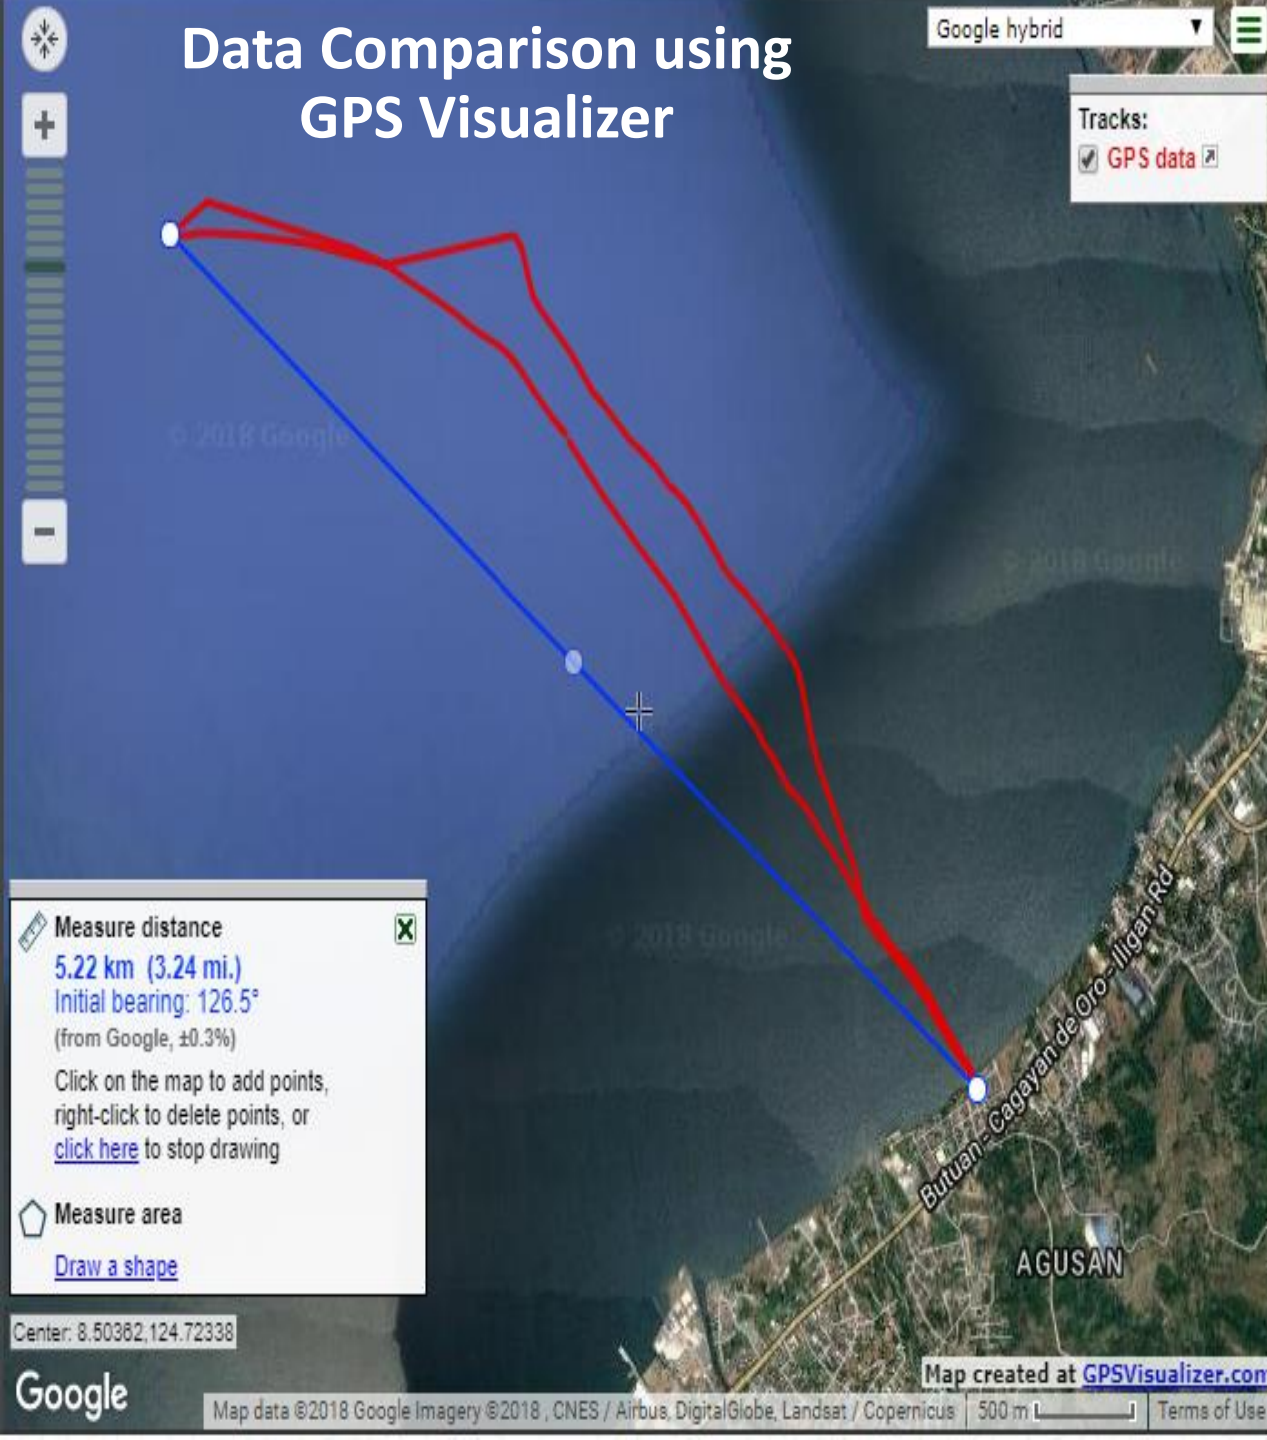 Data Comparison using
GPS Visualizer
Google hybrid
Tracks:
GPS data
© 2018 Google
© 2018 Google
© 2018 Google
Measure distance
5.22 km (3.24 mi.)
Initial bearing: 126.5°
(from Google, ±0.3%)
Click on the map to add points,
right-click to delete points, or
click here to stop drawing
Measure area
Draw a shape
Butuan - Cagayan de Oro - Iligan Rd
AGUSAN
Center: 8.50362,124.72338
Google
Map created at GPSVisualizer.com
Map data ©2018 Google Imagery ©2018 , CNES / Airbus, DigitalGlobe, Landsat / Copernicus
500 m
Terms of Use